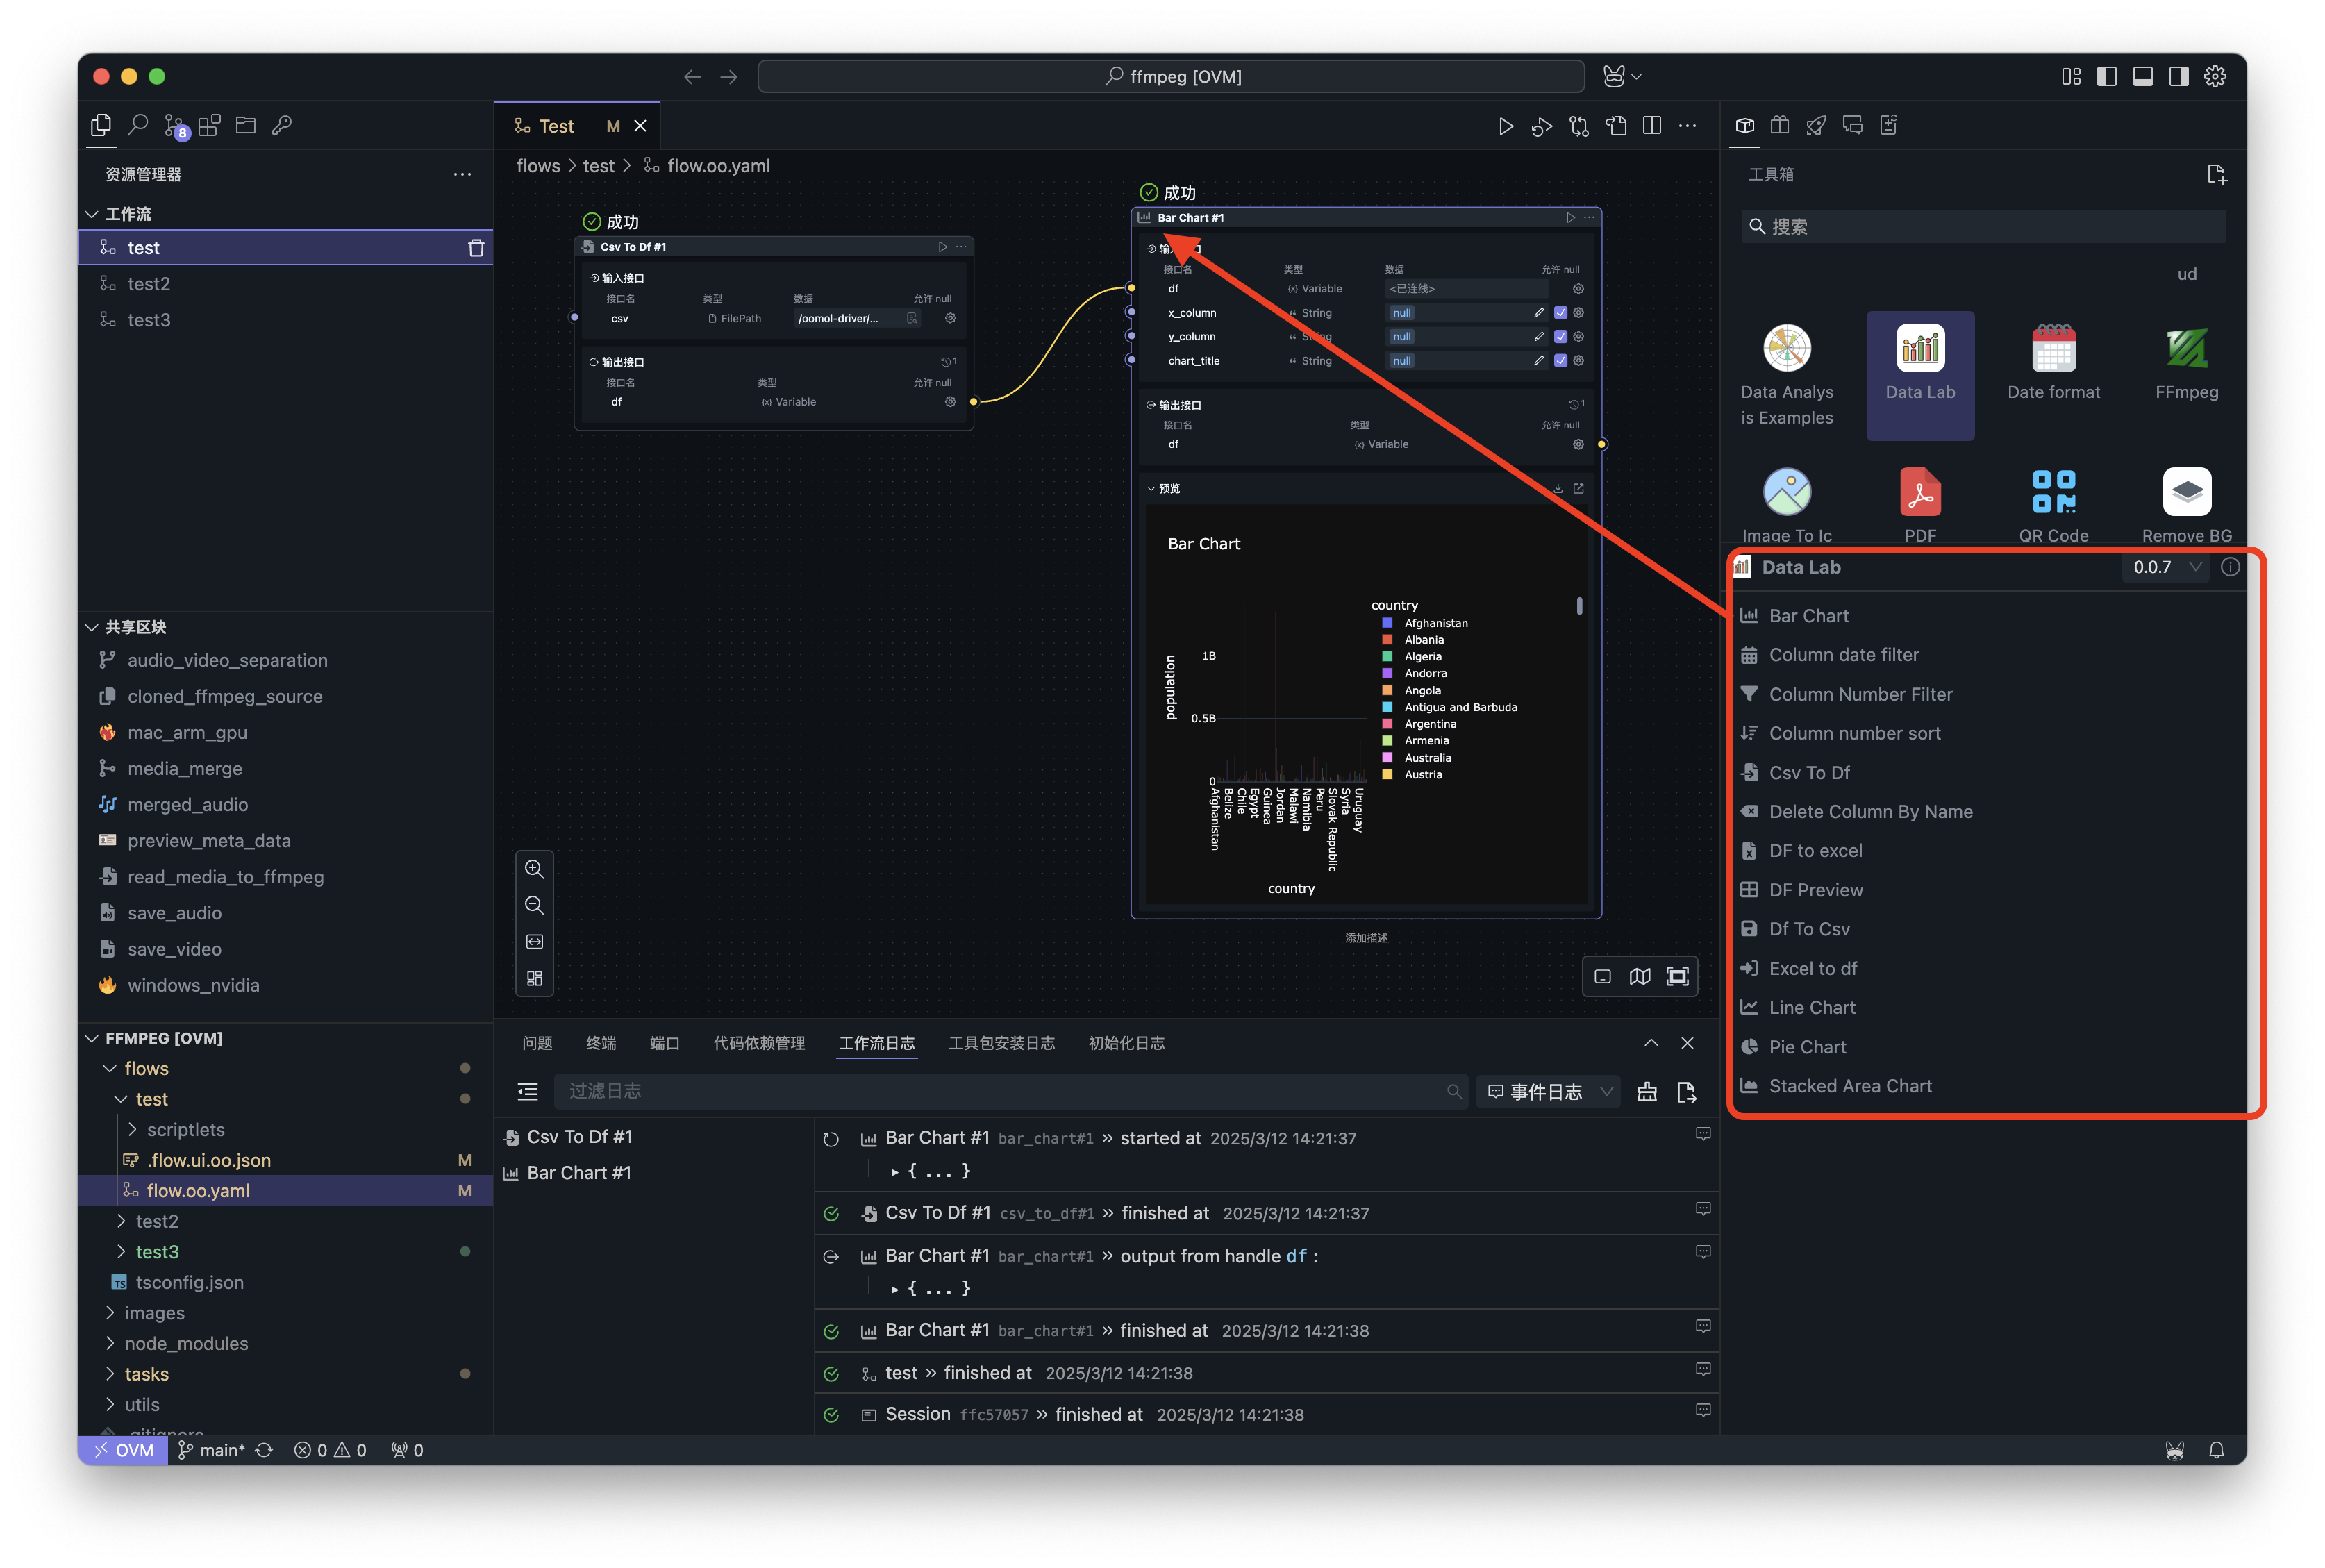 ffmpeg [OVM]
8
Test M
资源管理器
工作流
test
test2
test3
共享区块
audio_video_separation
cloned_ffmpeg_source
mac_arm_gpu
media_merge
merged_audio
preview_meta_data
read_media_to_ffmpeg
save_audio
save_video
windows_nvidia
FFMPEG [OVM]
flows
test
scriptlets
.flow.ui.oo.json M
flow.oo.yaml M
test2
test3
TS tsconfig.json
images
node_modules
tasks
utils
flows > test > flow.oo.yaml
成功
Csv To Df #1
输入接口
接口名 类型 数据 允许 null
csv FilePath /oomol-driver/...
输出接口 1
接口名 类型 允许 null
df (x) Variable
成功
Bar Chart #1
接口名 类型 数据 允许 null
df (x) Variable <已连线>
x_column String null
y_column String null
chart_title String null
输出接口 1
接口名 类型 允许 null
df (x) Variable
预览
Bar Chart
population
1B
0.5B
0
Afghanistan
Belize
Chile
Egypt
Guinea
Jordan
Malawi
Namibia
Peru
Slovak Republic
Syria
Uruguay
country
country
Afghanistan
Albania
Algeria
Andorra
Angola
Antigua and Barbuda
Argentina
Armenia
Australia
Austria
添加描述
问题 终端 端口 代码依赖管理 工作流日志 工具包安装日志 初始化日志
过滤日志
事件日志
Csv To Df #1
Bar Chart #1
Bar Chart #1 bar_chart#1 » started at 2025/3/12 14:21:37
▸ { ... }
Csv To Df #1 csv_to_df#1 » finished at 2025/3/12 14:21:37
Bar Chart #1 bar_chart#1 » output from handle df :
▸ { ... }
Bar Chart #1 bar_chart#1 » finished at 2025/3/12 14:21:38
test » finished at 2025/3/12 14:21:38
Session ffc57057 » finished at 2025/3/12 14:21:38
工具箱
搜索
ud
Data Analys
is Examples
Data Lab
Date format
FFmpeg
Image To Ic
PDF
QR Code
Remove BG
Data Lab 0.0.7
Bar Chart
Column date filter
Column Number Filter
Column number sort
Csv To Df
Delete Column By Name
DF to excel
DF Preview
Df To Csv
Excel to df
Line Chart
Pie Chart
Stacked Area Chart
OVM main* 0 0 0